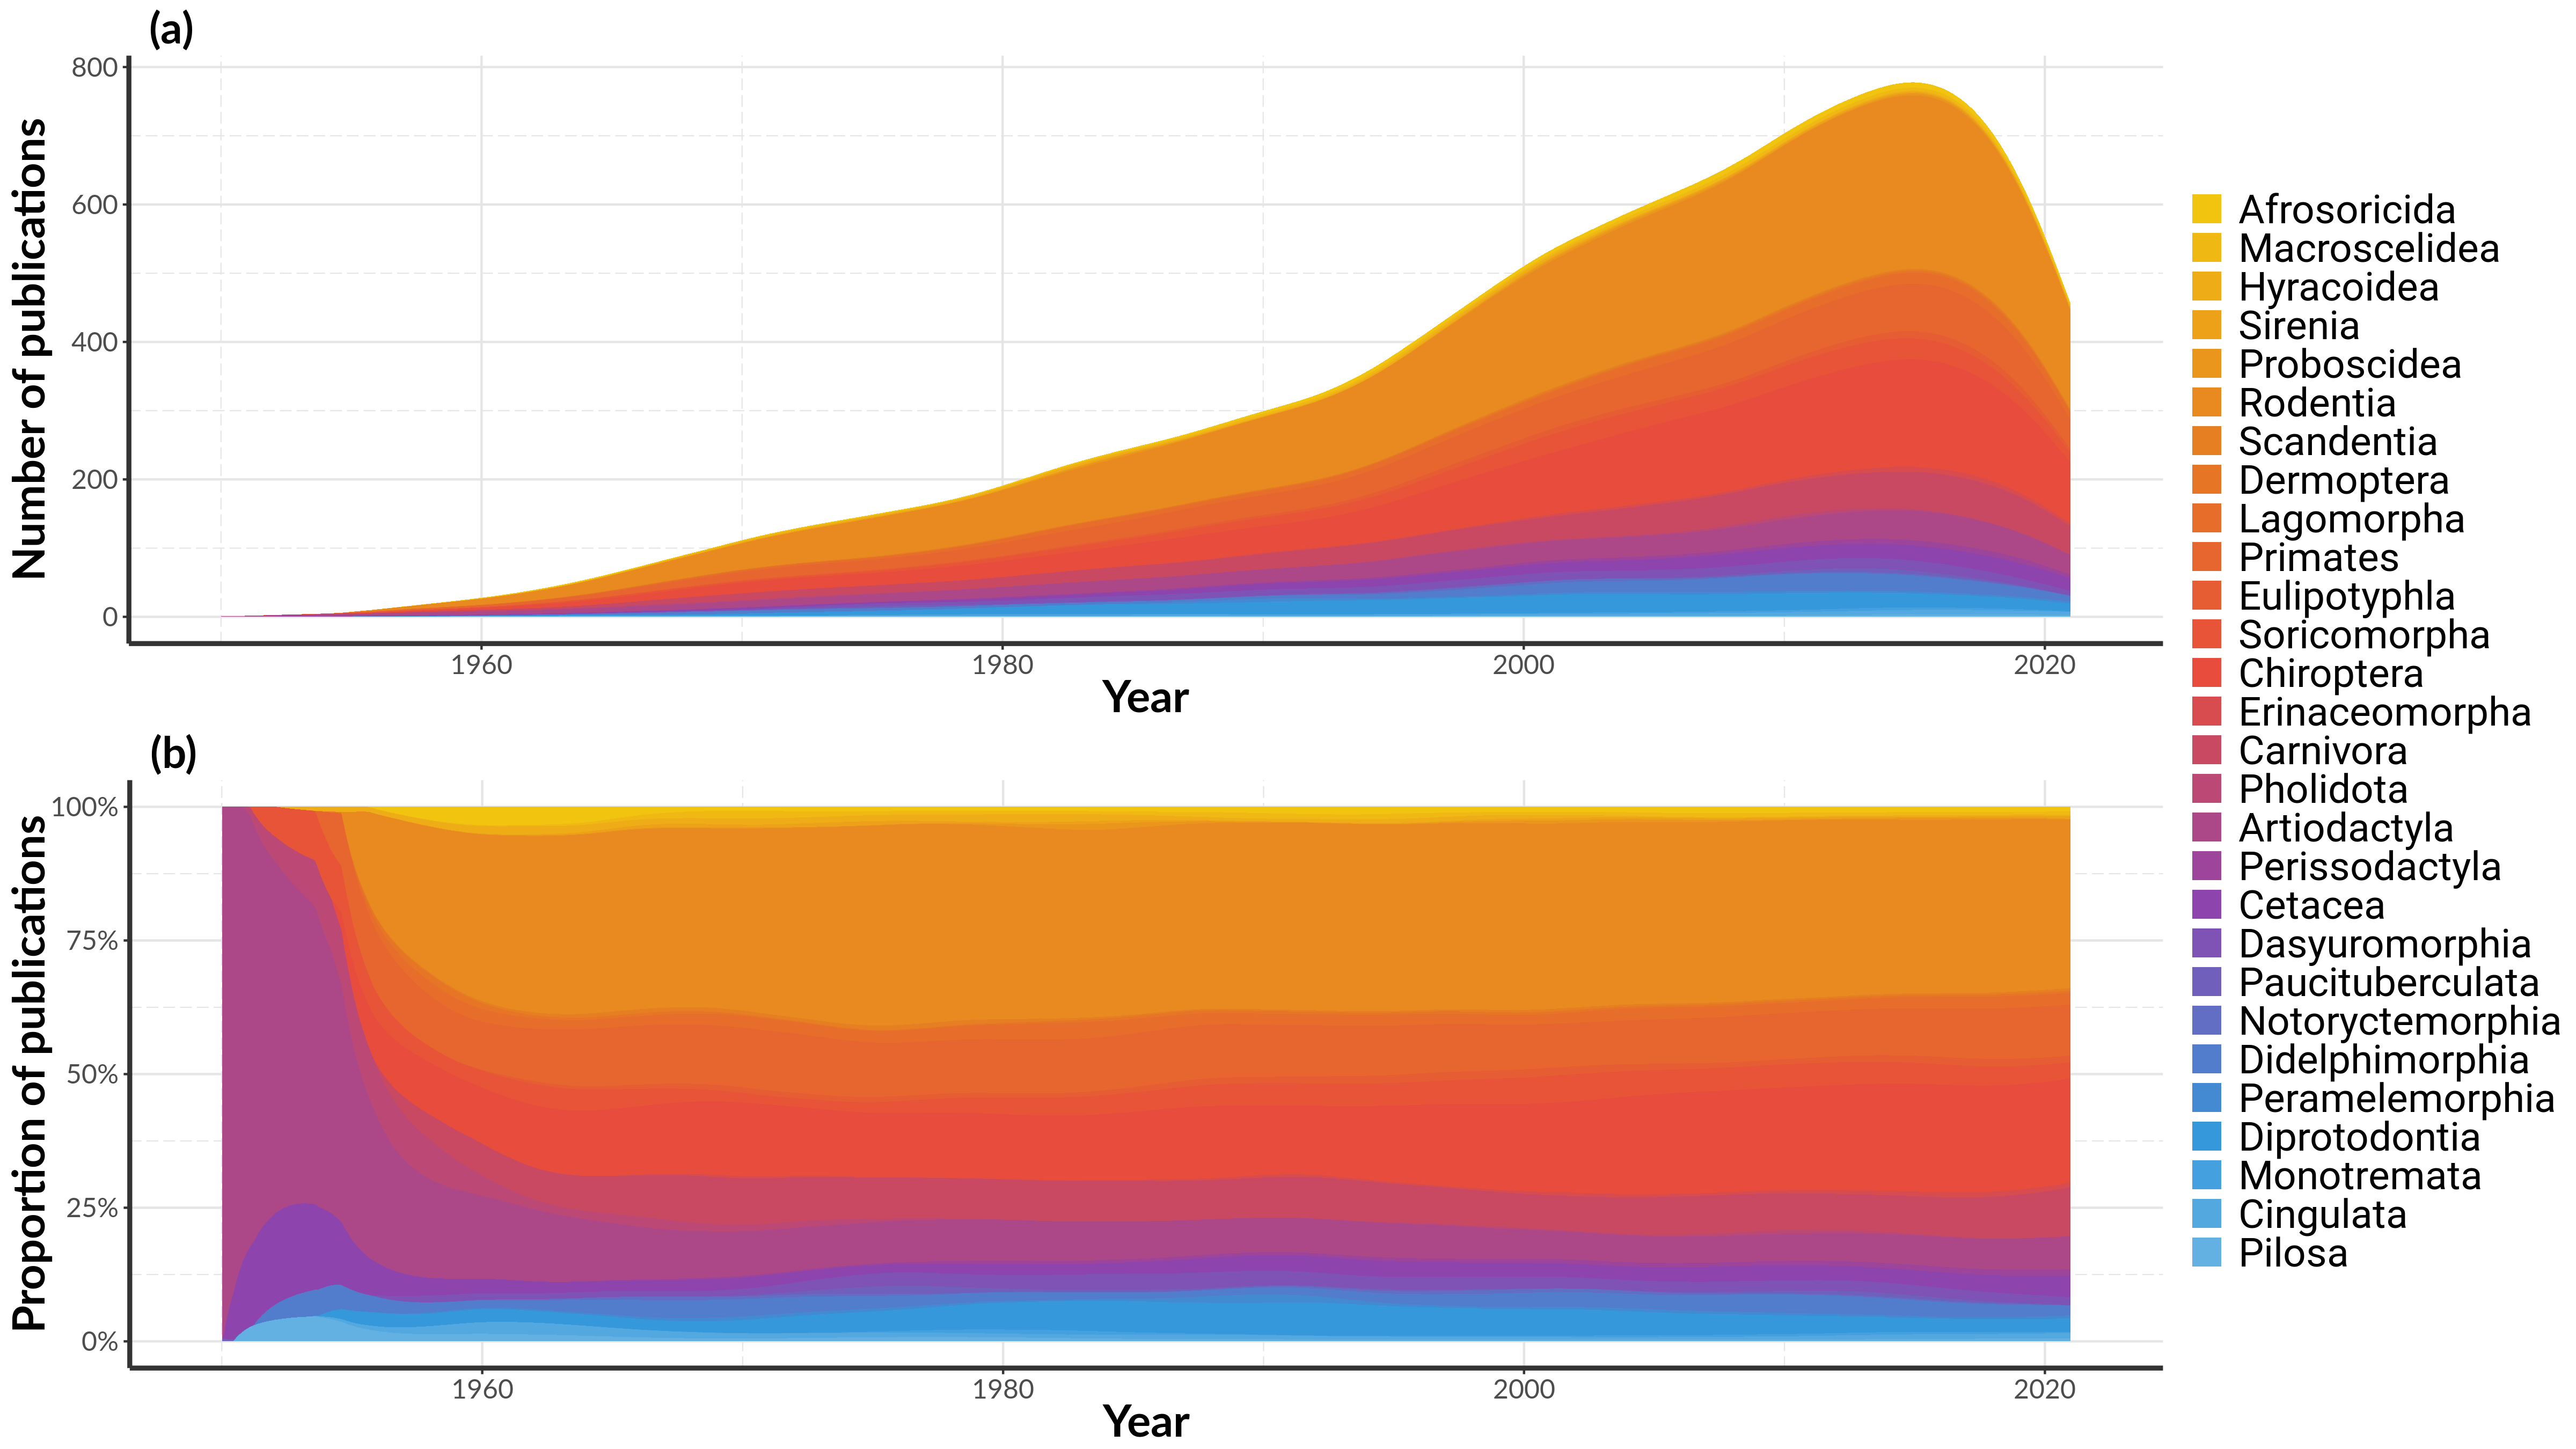 (a)
Number of publications
800
600
400
200
0
1960
1980
2000
2020
Year
(b)
Proportion of publications
100%
75%
50%
25%
0%
1960
1980
2000
2020
Year
Afrosoricida
Macroscelidea
Hyracoidea
Sirenia
Proboscidea
Rodentia
Scandentia
Dermoptera
Lagomorpha
Primates
Eulipotyphla
Soricomorpha
Chiroptera
Erinaceomorpha
Carnivora
Pholidota
Artiodactyla
Perissodactyla
Cetacea
Dasyuromorphia
Paucituberculata
Notoryctemorphia
Didelphimorphia
Peramelemorphia
Diprotodontia
Monotremata
Cingulata
Pilosa